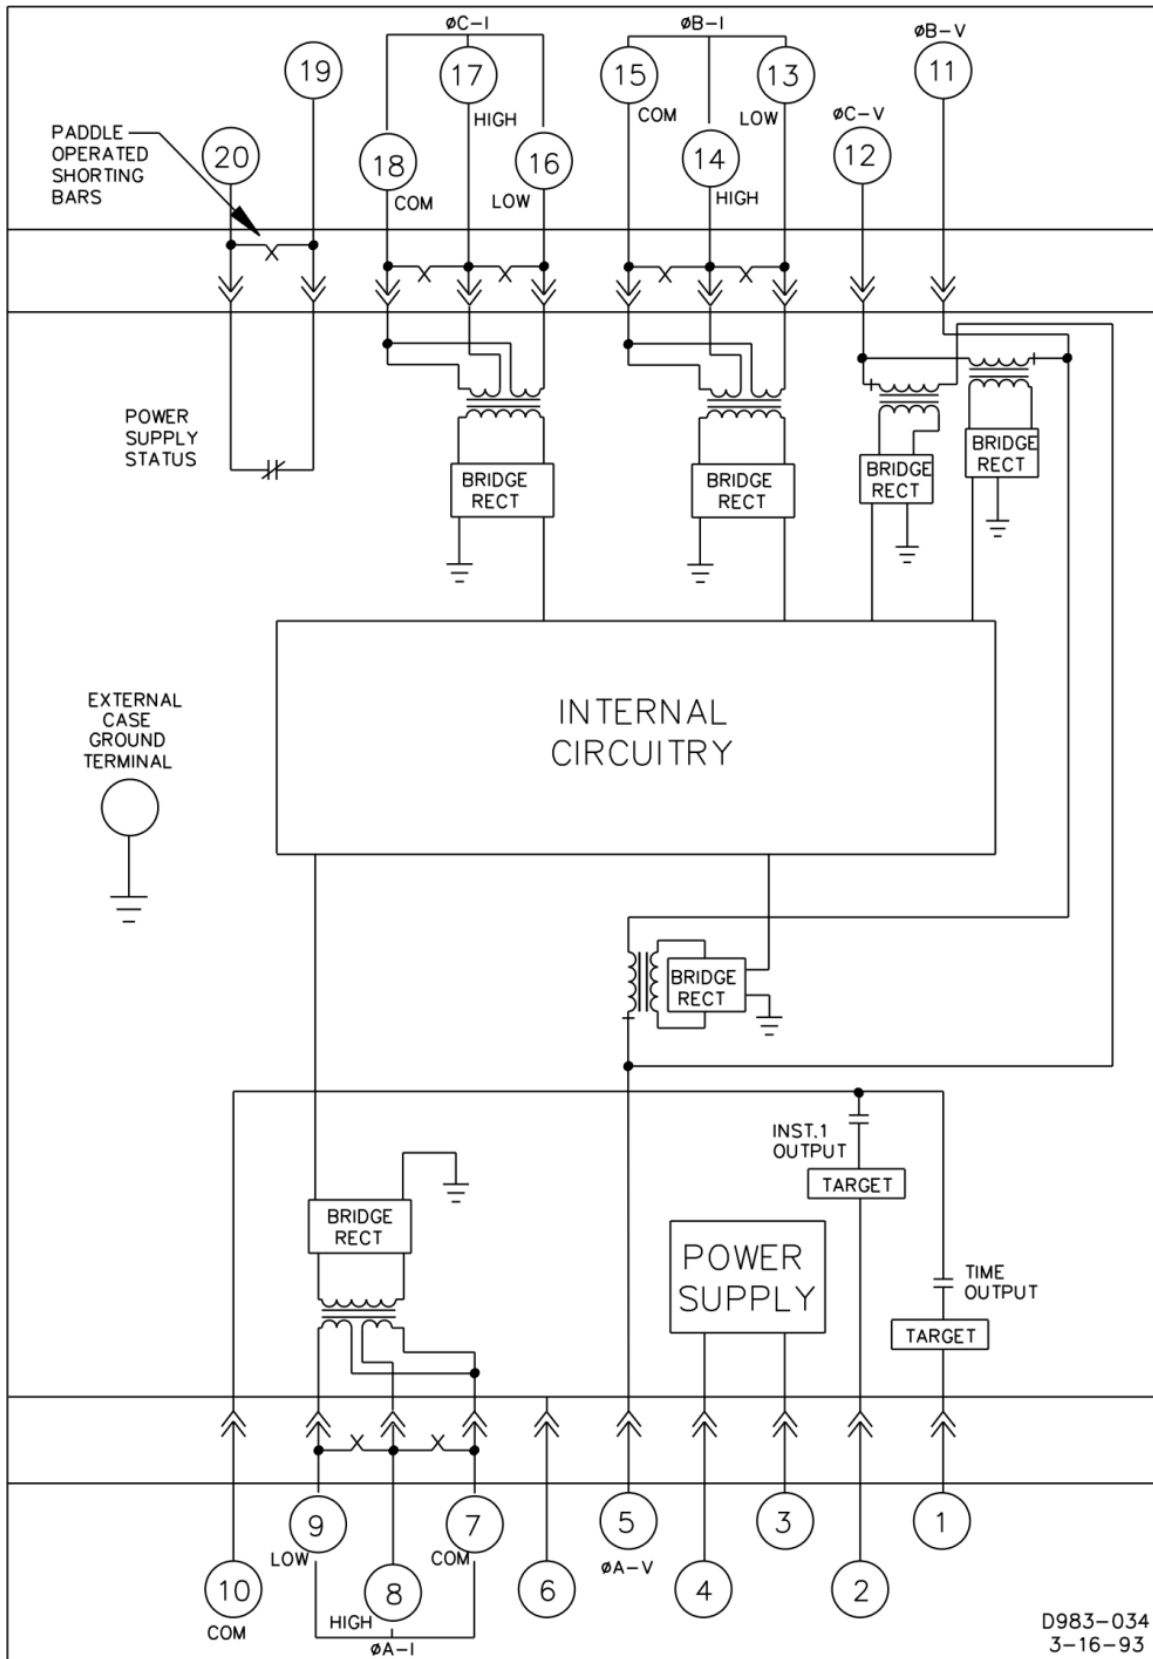 øC-I
øB-I
øB-V
19
17
15
13
11
PADDLE
OPERATED
SHORTING
BARS
20
18
HIGH
16
COM
14
LOW
øC-V
12
COM
LOW
HIGH
POWER
SUPPLY
STATUS
BRIDGE
RECT
BRIDGE
RECT
BRIDGE
RECT
BRIDGE
RECT
EXTERNAL
CASE
GROUND
TERMINAL
INTERNAL
CIRCUITRY
BRIDGE
RECT
INST.1
OUTPUT
TARGET
BRIDGE
RECT
POWER
SUPPLY
TIME
OUTPUT
TARGET
9
7
5
3
1
LOW
COM
øA-V
10
8
6
4
2
COM
HIGH
øA-I
D983-034
3-16-93